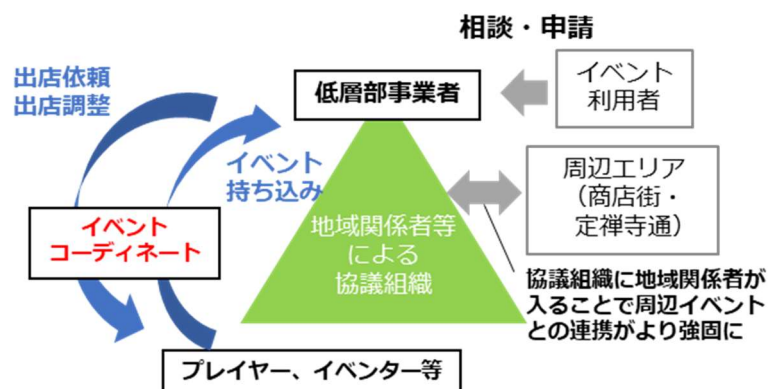 相談・申請
出店依頼
出店調整
低層部事業者
イベント
利用者
イベント
持ち込み
周辺エリア
（商店街・
定禅寺通）
イベント
コーディネート
地域関係者等
による
協議組織
協議組織に地域関係者が
入ることで周辺イベント
との連携がより強固に
プレイヤー、イベンター等